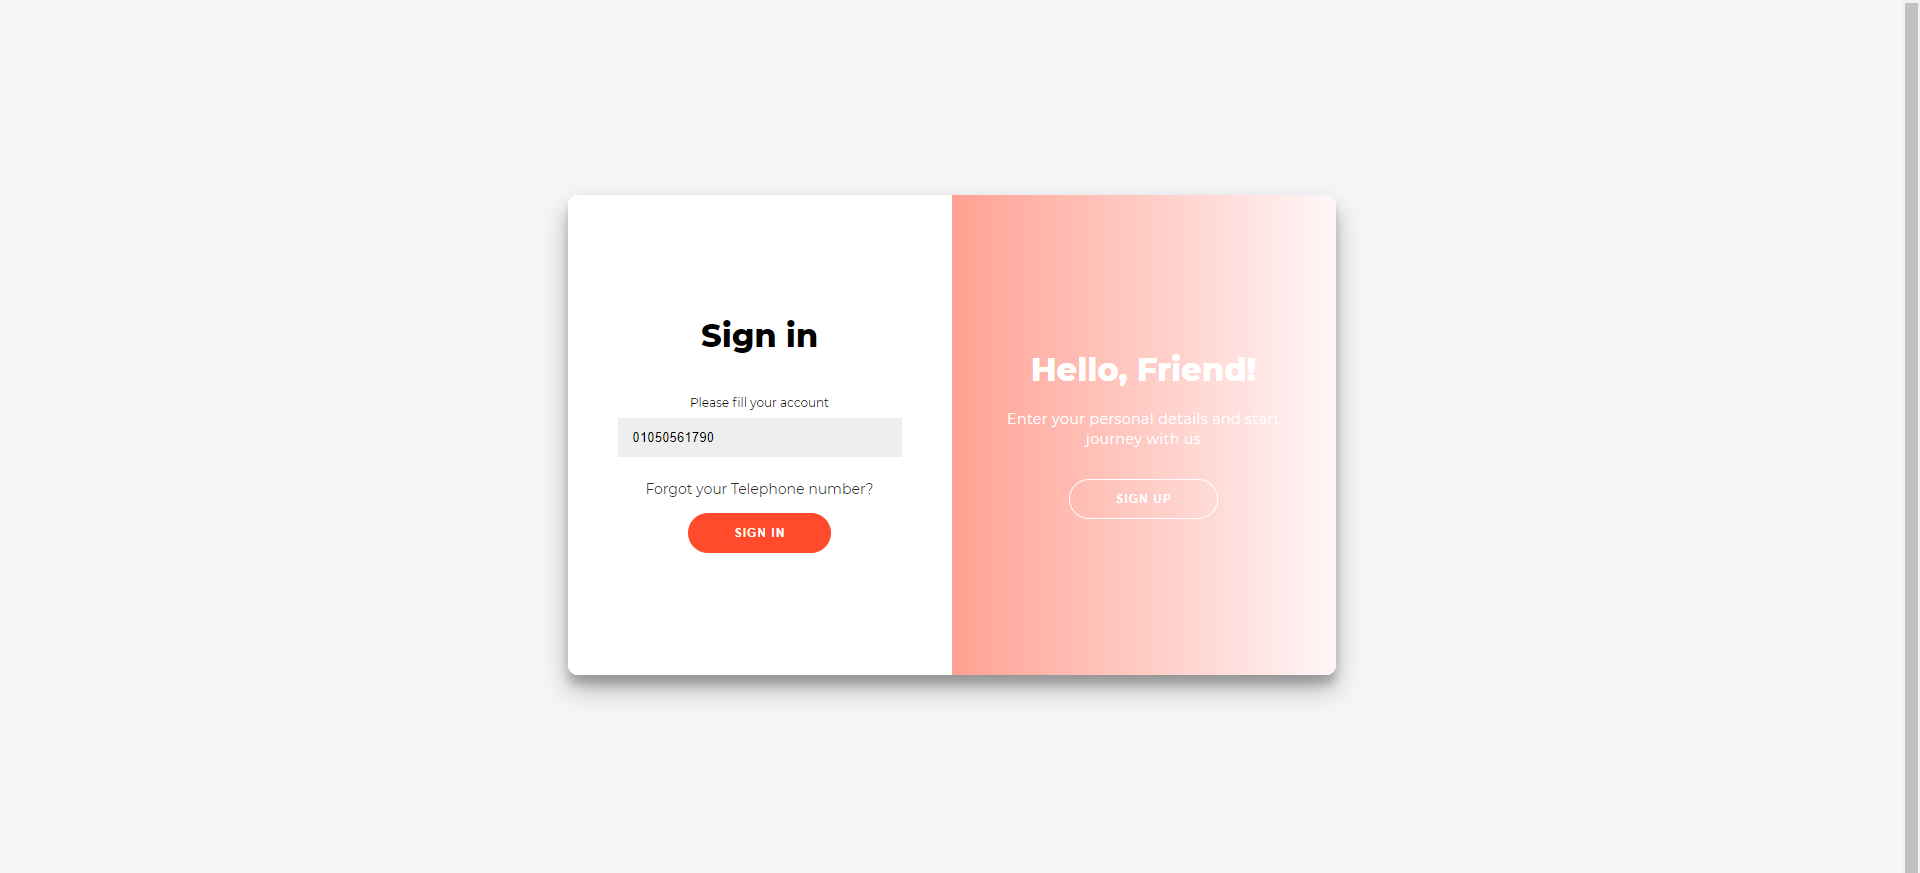 Sign in
Please fill your account
01050561790
Forgot your Telephone number?
SIGN IN
Hello, Friend!
Enter your personal details and start
journey with us
SIGN UP